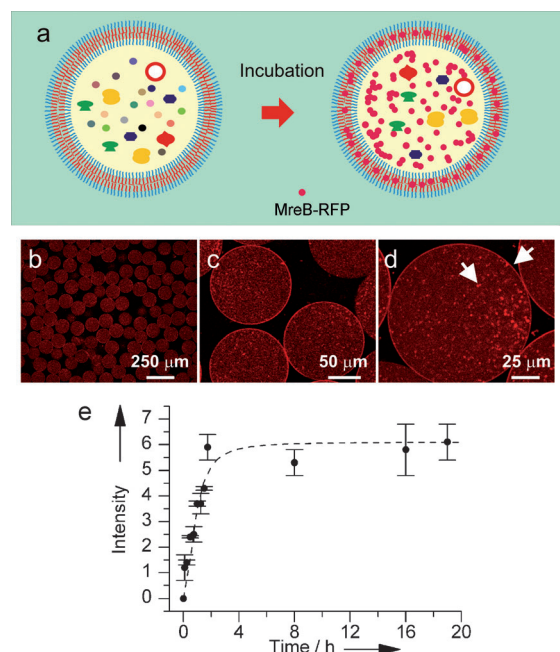 a
Incubation
MreB-RFP
b
250 μm
c
50 μm
d
25 μm
e
7
6
5
4
3
2
1
0
Intensity
0 4 8 12 16 20
Time / h